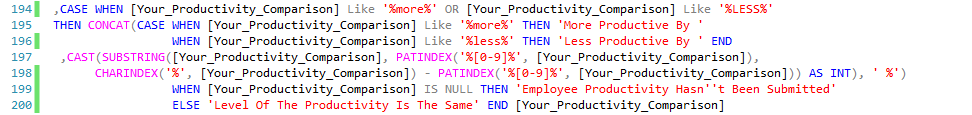 194 ,CASE WHEN [Your_Productivity_Comparison] Like '%more%' OR [Your_Productivity_Comparison] Like '%LESS%'
195 THEN CONCAT(CASE WHEN [Your_Productivity_Comparison] Like '%more%' THEN 'More Productive By '
196 WHEN [Your_Productivity_Comparison] Like '%less%' THEN 'Less Productive By ' END
197 ,CAST(SUBSTRING([Your_Productivity_Comparison], PATINDEX('%[0-9]%', [Your_Productivity_Comparison]),
198 CHARINDEX('%', [Your_Productivity_Comparison]) - PATINDEX('%[0-9]%', [Your_Productivity_Comparison])) AS INT), ' %')
199 WHEN [Your_Productivity_Comparison] IS NULL THEN 'Employee Productivity Hasn''t Been Submitted'
200 ELSE 'Level Of The Productivity Is The Same' END [Your_Productivity_Comparison]